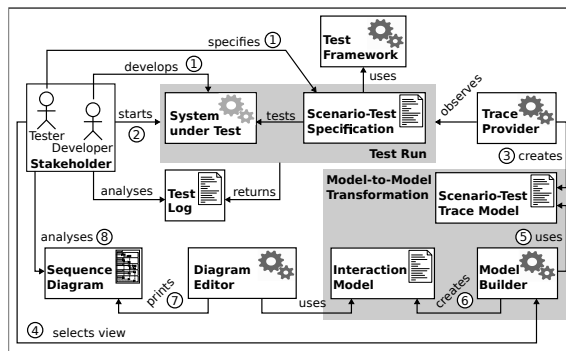 specifies ①
Test
Framework
develops ①
uses
Tester
Developer
Stakeholder
starts
②
System
under Test
tests
Scenario-Test
Specification
observes
Trace
Provider
Test Run
③ creates
analyses
Test
Log
returns
Model-to-Model
Transformation
Scenario-Test
Trace Model
analyses ⑧
⑤ uses
Sequence
Diagram
prints
⑦
Diagram
Editor
uses
Interaction
Model
creates
⑥
Model
Builder
④ selects view